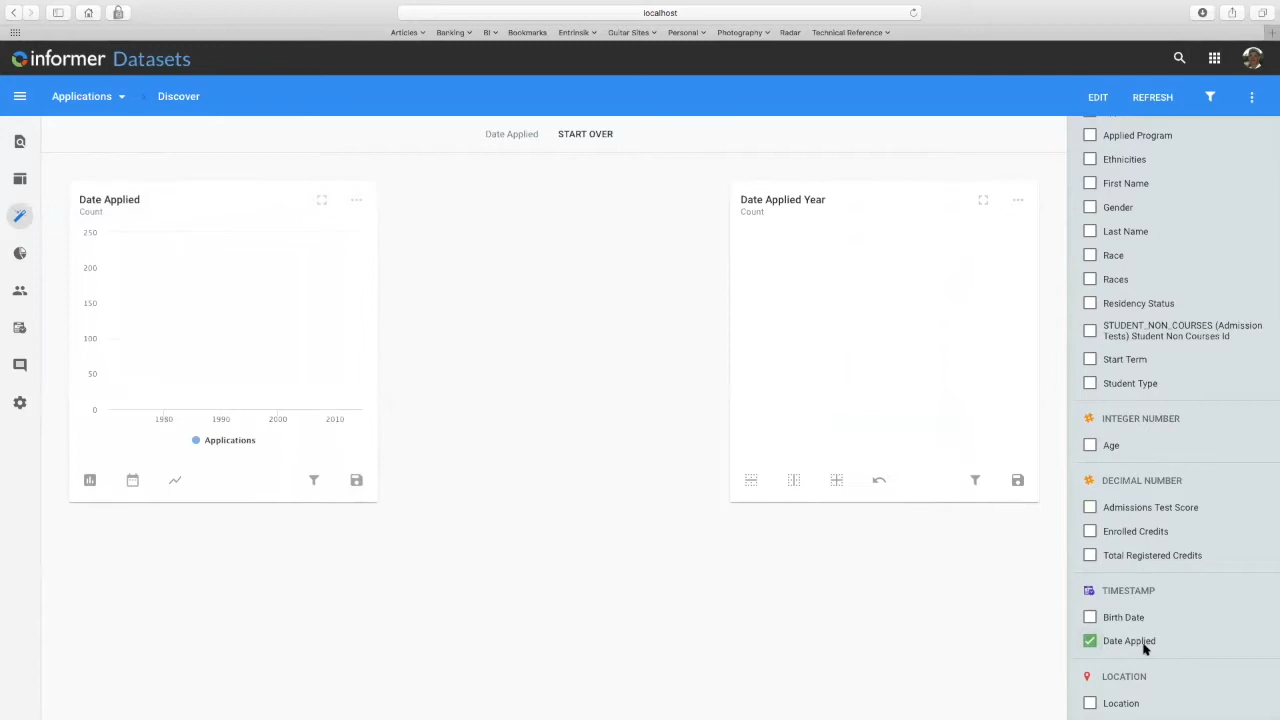 localhost
Articles
Banking
BI
Bookmarks
Entrinsik
Guitar Sites
Personal
Photography
Radar
Technical Reference
informer Datasets
Applications
Discover
EDIT
REFRESH
Date Applied
START OVER
Date Applied
Count
250
200
150
100
50
0
1980
1990
2000
2010
Applications
Date Applied Year
Count
Applied Program
Ethnicities
First Name
Gender
Last Name
Race
Races
Residency Status
STUDENT_NON_COURSES (Admission
Tests) Student Non Courses Id
Start Term
Student Type
INTEGER NUMBER
Age
DECIMAL NUMBER
Admissions Test Score
Enrolled Credits
Total Registered Credits
TIMESTAMP
Birth Date
Date Applied
LOCATION
Location